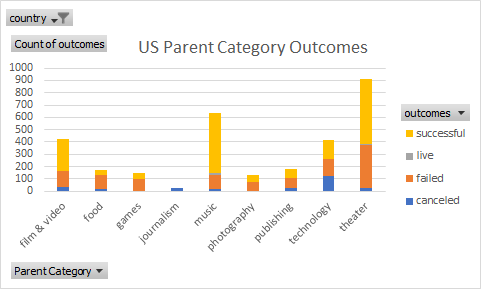 country
Count of outcomes
US Parent Category Outcomes
1000
900
800
700
600
500
400
300
200
100
0
film & video
food
games
journalism
music
photography
publishing
technology
theater
outcomes
successful
live
failed
canceled
Parent Category